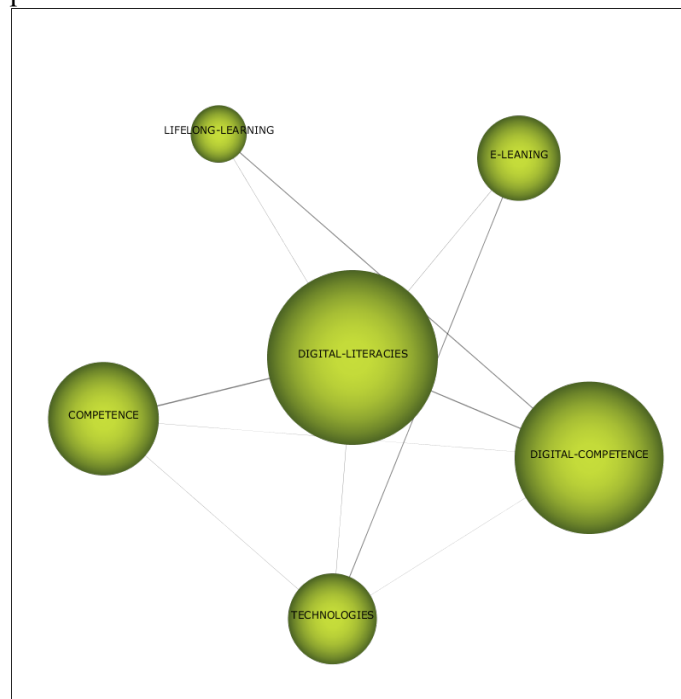 LIFELONG-LEARNING
E-LEANING
DIGITAL-LITERACIES
COMPETENCE
DIGITAL-COMPETENCE
TECHNOLOGIES